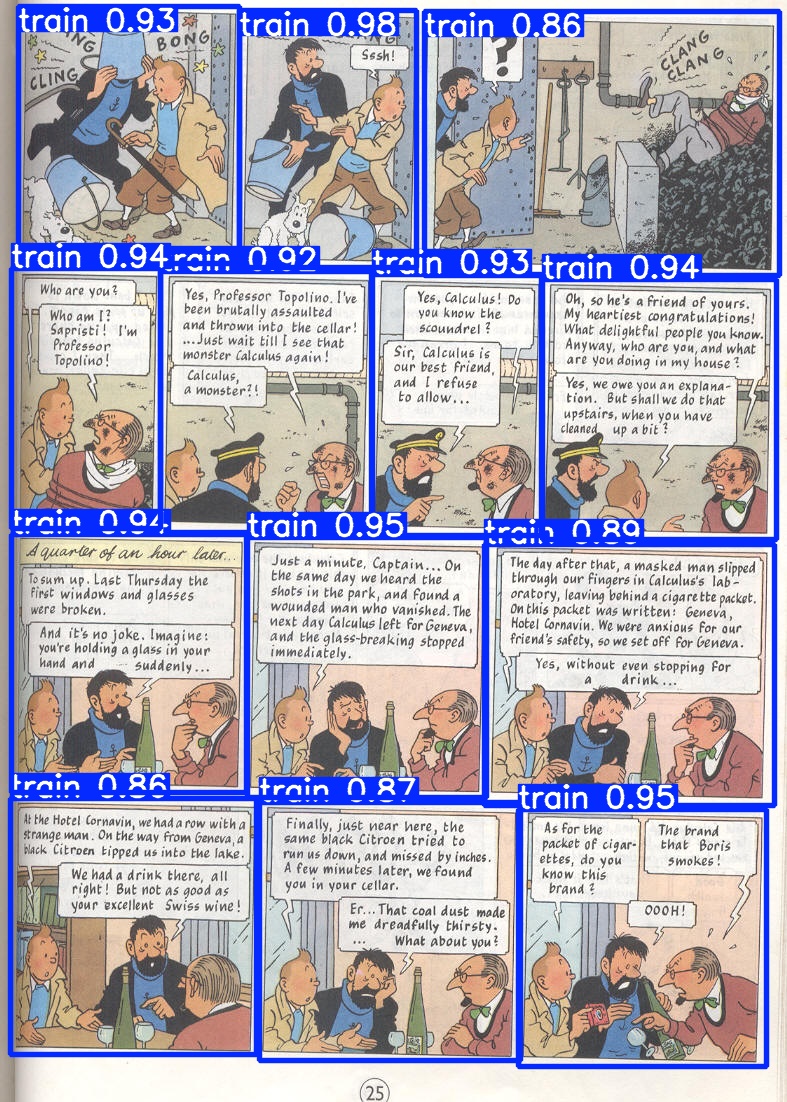 train 0.93
train 0.98
train 0.86
CLING
BONG
Sssh!
?
CLANG
CLANG
train 0.94
train 0.92
train 0.93
train 0.94
Who are you?
Who am I?
Sapristi! I'm
Professor
Topolino!
Yes, Professor Topolino. I've
been brutally assaulted
and thrown into the cellar!
...Just wait till I see that
monster Calculus again!
Calculus,
a monster?!
Yes, Calculus! Do
you know the
scoundrel?
Sir, Calculus is
our best friend,
and I refuse
to allow...
Oh, so he's a friend of yours.
My heartiest congratulations!
What delightful people you know.
Anyway, who are you, and what
are you doing in my house?
Yes, we owe you an explana-
tion. But shall we do that
upstairs, when you have
cleaned up a bit?
train 0.94
train 0.95
train 0.89
A quarter of an hour later...
To sum up. Last Thursday the
first windows and glasses
were broken.
And it's no joke. Imagine:
you're holding a glass in your
hand and suddenly...
Just a minute, Captain... On
the same day we heard the
shots in the park, and found a
wounded man who vanished. The
next day Calculus left for Geneva,
and the glass-breaking stopped
immediately.
The day after that, a masked man slipped
through our fingers in Calculus's lab-
oratory, leaving behind a cigarette packet.
On this packet was written: Geneva,
Hotel Cornavin. We were anxious for our
friend's safety, so we set off for Geneva.
Yes, without even stopping for
a drink...
train 0.86
train 0.87
train 0.95
At the Hotel Cornavin, we had a row with a
strange man. On the way from Geneva, a
black Citroen tipped us into the lake.
We had a drink there, all
right! But not as good as
your excellent Swiss wine!
Finally, just near here, the
same black Citroen tried to
run us down, and missed by inches.
A few minutes later, we found
you in your cellar.
Er... That coal dust made
me dreadfully thirsty.
... What about you?
As for the
packet of cigar-
ettes, do you
know this
brand?
The brand
that Boris
smokes!
OOOH!
25